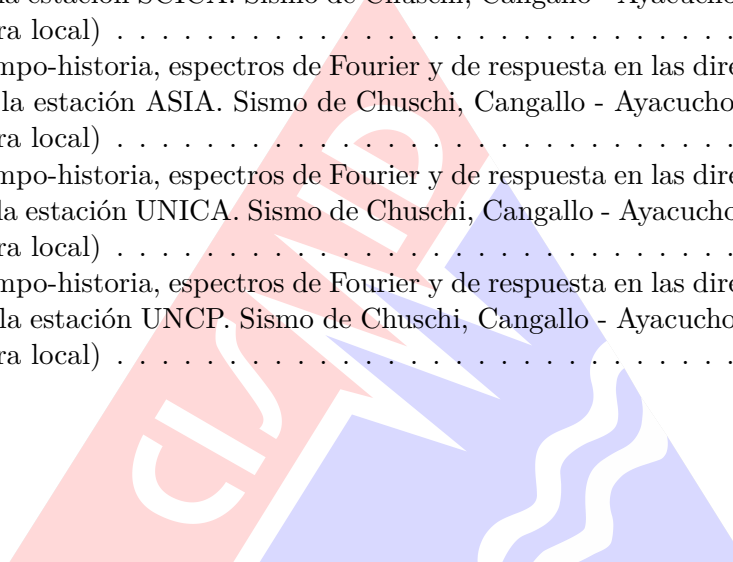 la estación SCICA. Sismo de Chuschi, Cangallo - Ayacucho
ra local) . . . . . . . . . . . . . . . . . . . . . . . . . . . .
mpo-historia, espectros de Fourier y de respuesta en las dire
la estación ASIA. Sismo de Chuschi, Cangallo - Ayacucho
ra local) . . . . . . . . . . . . . . . . . . . . . . . . . . . .
mpo-historia, espectros de Fourier y de respuesta en las dire
la estación UNICA. Sismo de Chuschi, Cangallo - Ayacucho
ra local) . . . . . . . . . . . . . . . . . . . . . . . . . . . .
mpo-historia, espectros de Fourier y de respuesta en las dire
la estación UNCP. Sismo de Chuschi, Cangallo - Ayacucho
ra local) . . . . . . . . . . . . . . . . . . . . . . . . . . . .
CISMID